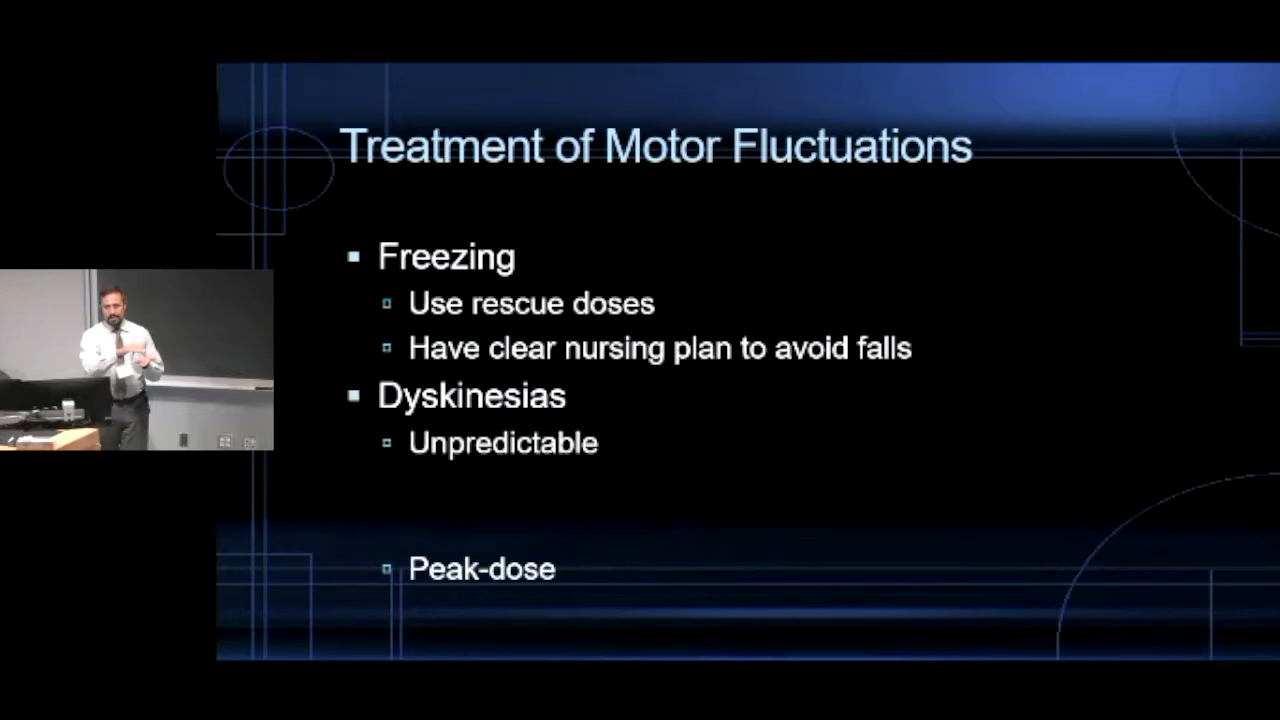 Treatment of Motor Fluctuations
Freezing
Use rescue doses
Have clear nursing plan to avoid falls
Dyskinesias
Unpredictable
Peak-dose